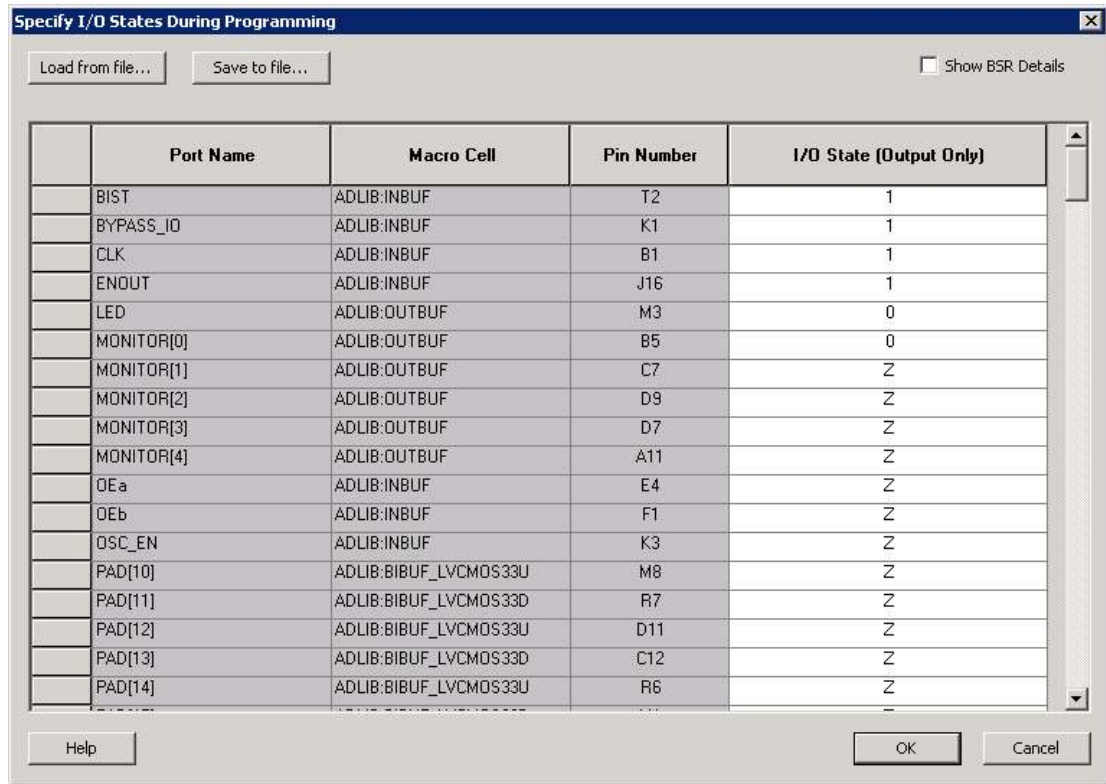 Specify I/O States During Programming
Load from file... Save to file... Show BSR Details
Port Name Macro Cell Pin Number I/O State (Output Only)
BIST ADLIB:INBUF T2 1
BYPASS_IO ADLIB:INBUF K1 1
CLK ADLIB:INBUF B1 1
ENOUT ADLIB:INBUF J16 1
LED ADLIB:OUTBUF M3 0
MONITOR[0] ADLIB:OUTBUF B5 0
MONITOR[1] ADLIB:OUTBUF C7 Z
MONITOR[2] ADLIB:OUTBUF D9 Z
MONITOR[3] ADLIB:OUTBUF D7 Z
MONITOR[4] ADLIB:OUTBUF A11 Z
OEa ADLIB:INBUF E4 Z
OEb ADLIB:INBUF F1 Z
OSC_EN ADLIB:INBUF K3 Z
PAD[10] ADLIB:BIBUF_LVCMOS33U M8 Z
PAD[11] ADLIB:BIBUF_LVCMOS33D R7 Z
PAD[12] ADLIB:BIBUF_LVCMOS33U D11 Z
PAD[13] ADLIB:BIBUF_LVCMOS33D C12 Z
PAD[14] ADLIB:BIBUF_LVCMOS33U R6 Z
Help OK Cancel